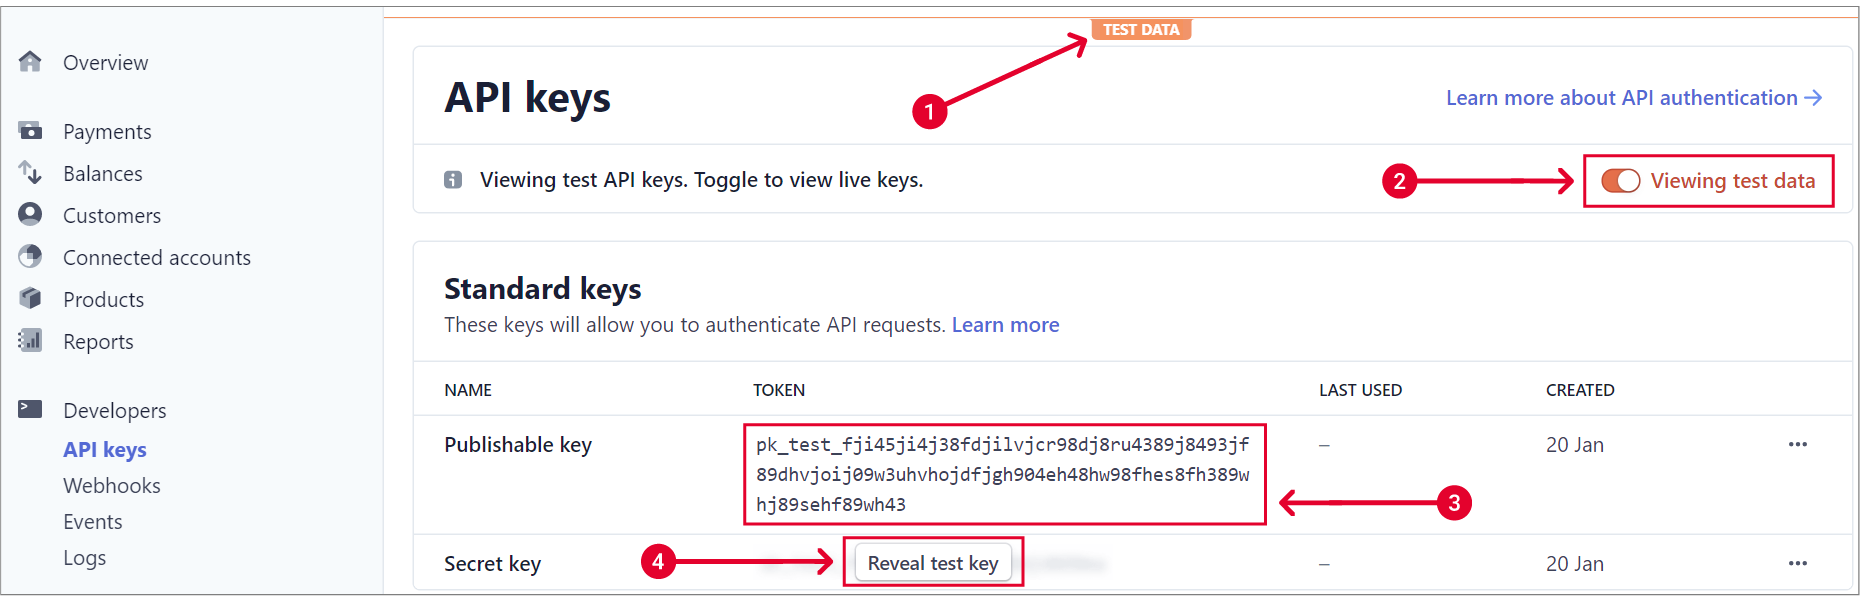 TEST DATA
Overview
Payments
Balances
Customers
Connected accounts
Products
Reports
Developers
API keys
Webhooks
Events
Logs
API keys
1
Learn more about API authentication →
Viewing test API keys. Toggle to view live keys.
2
Viewing test data
Standard keys
These keys will allow you to authenticate API requests. Learn more
NAME TOKEN LAST USED CREATED
Publishable key
pk_test_fji45ji4j38fdjilvjcr98dj8ru4389j8493jf
89dhvjoij09w3uhvhojdfjgh904eh48hw98fhes8fh389w
hj89sehf89wh43
– 20 Jan •••
3
Secret key
4
Reveal test key
– 20 Jan •••